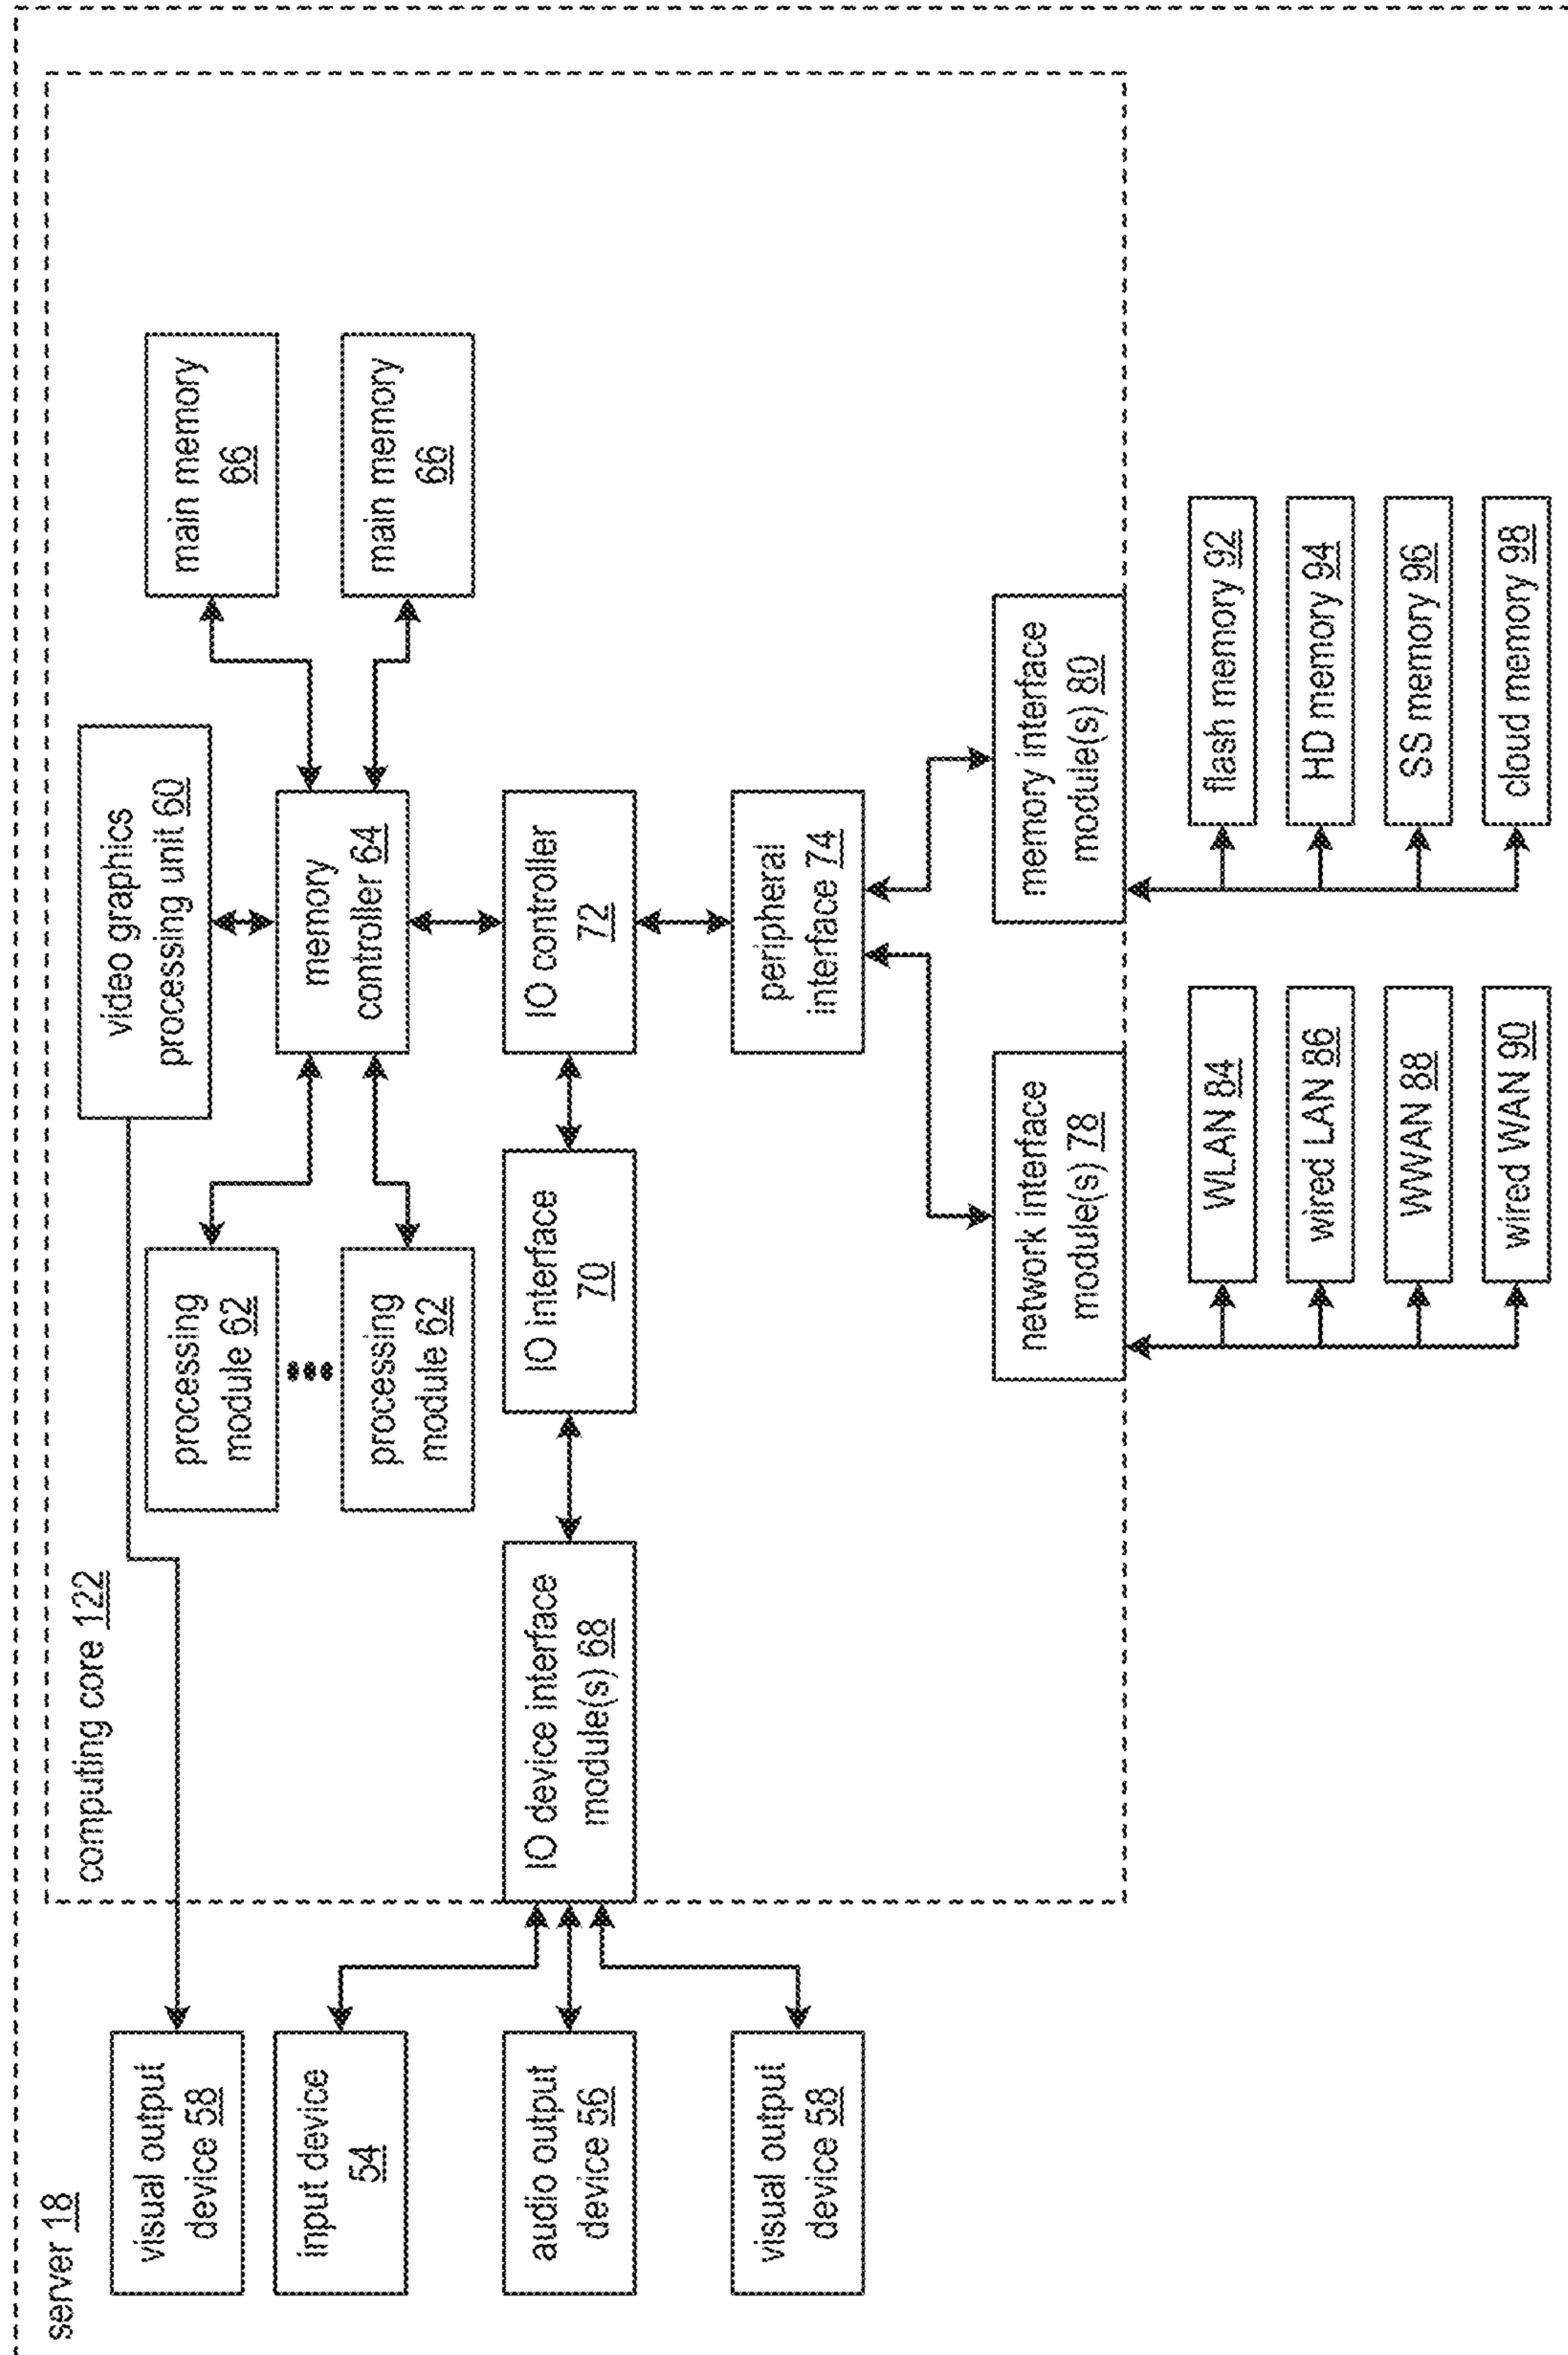 server 18
computing core 122
visual output
device 58
input device
54
audio output
device 56
visual output
device 58
video graphics
processing unit 60
processing
module 62
processing
module 62
memory
controller 64
main memory
66
main memory
66
IO device interface
module(s) 68
IO interface
70
IO controller
72
peripheral
interface 74
network interface
module(s) 78
memory interface
module(s) 80
WLAN 84
wired LAN 86
WWAN 88
wired WAN 90
flash memory 92
HD memory 94
SS memory 96
cloud memory 98